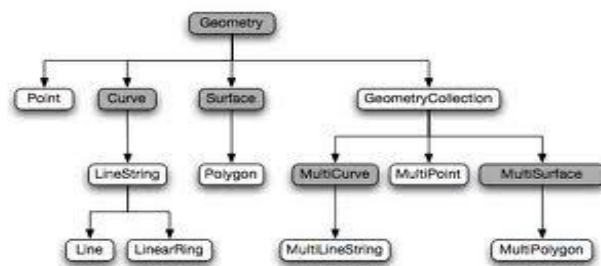 Geometry
Point Curve Surface GeometryCollection
LineString Polygon MultiCurve MultiPoint MultiSurface
Line LinearRing MultiLineString MultiPolygon